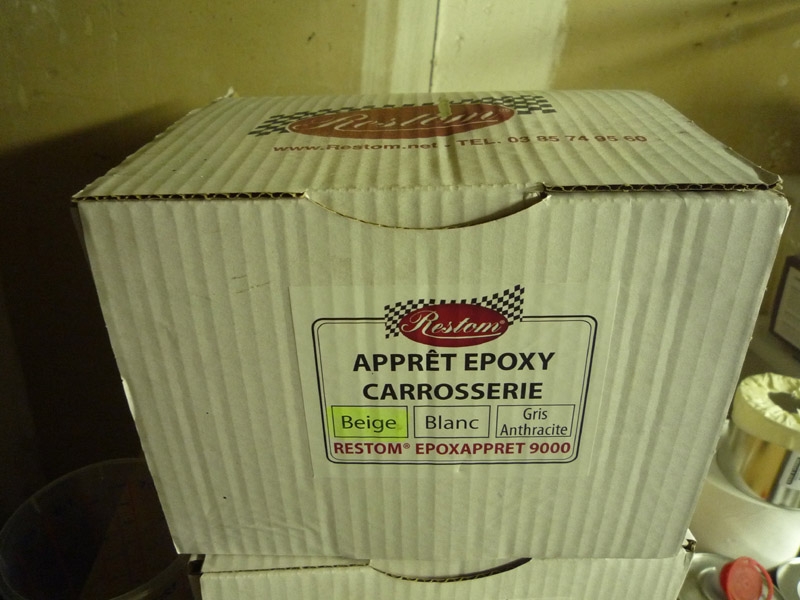 Restom
www.Restom.net - TEL. 03 85 74 95 60
Restom®
APPRÊT EPOXY
CARROSSERIE
Beige
Blanc
Gris
Anthracite
RESTOM® EPOXAPPRET 9000